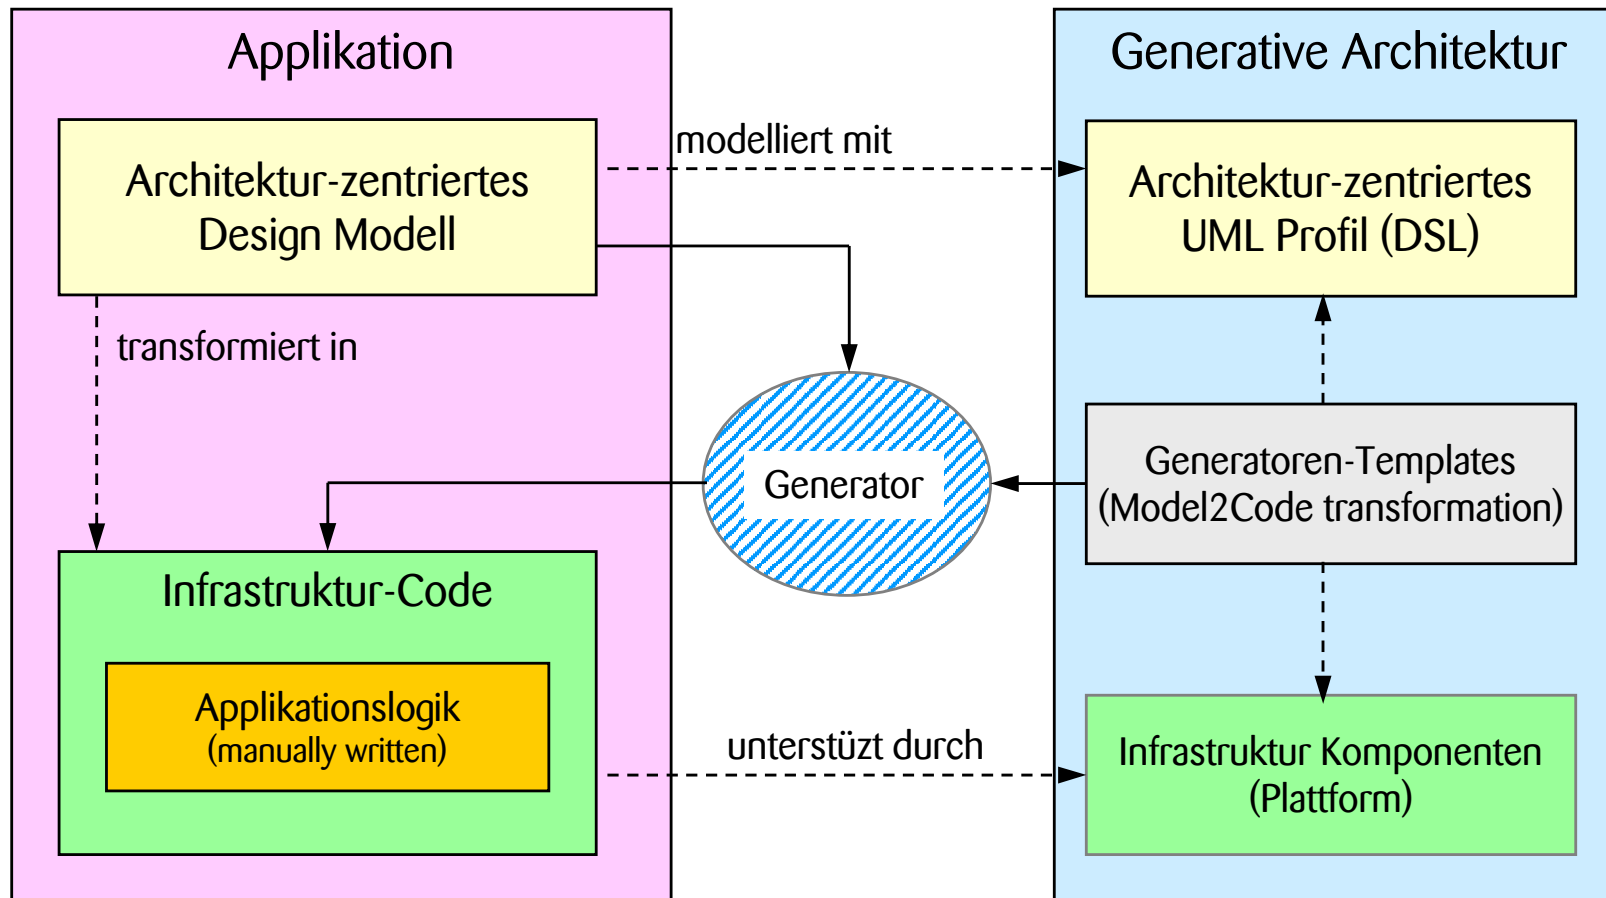 Applikation
Generative Architektur
Architektur-zentriertes
Design Modell
modelliert mit
Architektur-zentriertes
UML Profil (DSL)
transformiert in
Generator
Generatoren-Templates
(Model2Code transformation)
Infrastruktur-Code
Applikationslogik
(manually written)
unterstüzt durch
Infrastruktur Komponenten
(Plattform)